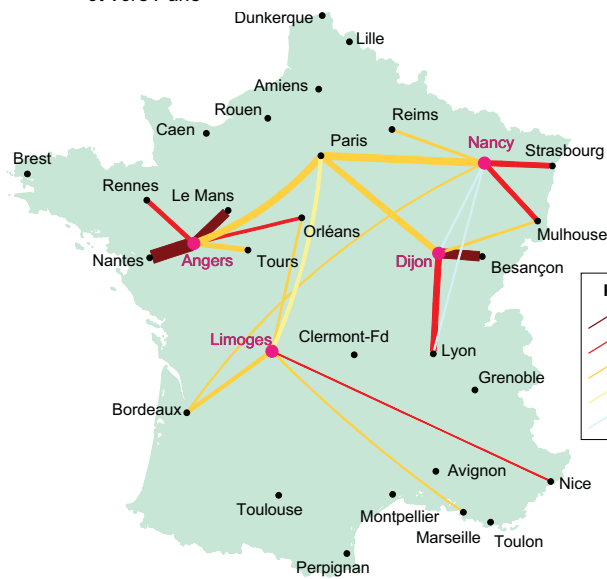 Dunkerque
Lille
Amiens
Rouen
Reims
Caen
Paris
Nancy
Strasbourg
Brest
Rennes
Le Mans
Orléans
Mulhouse
Nantes
Angers
Tours
Dijon
Besançon
Limoges
Clermont-Fd
Lyon
Grenoble
Bordeaux
Avignon
Nice
Toulouse
Montpellier
Marseille
Toulon
Perpignan